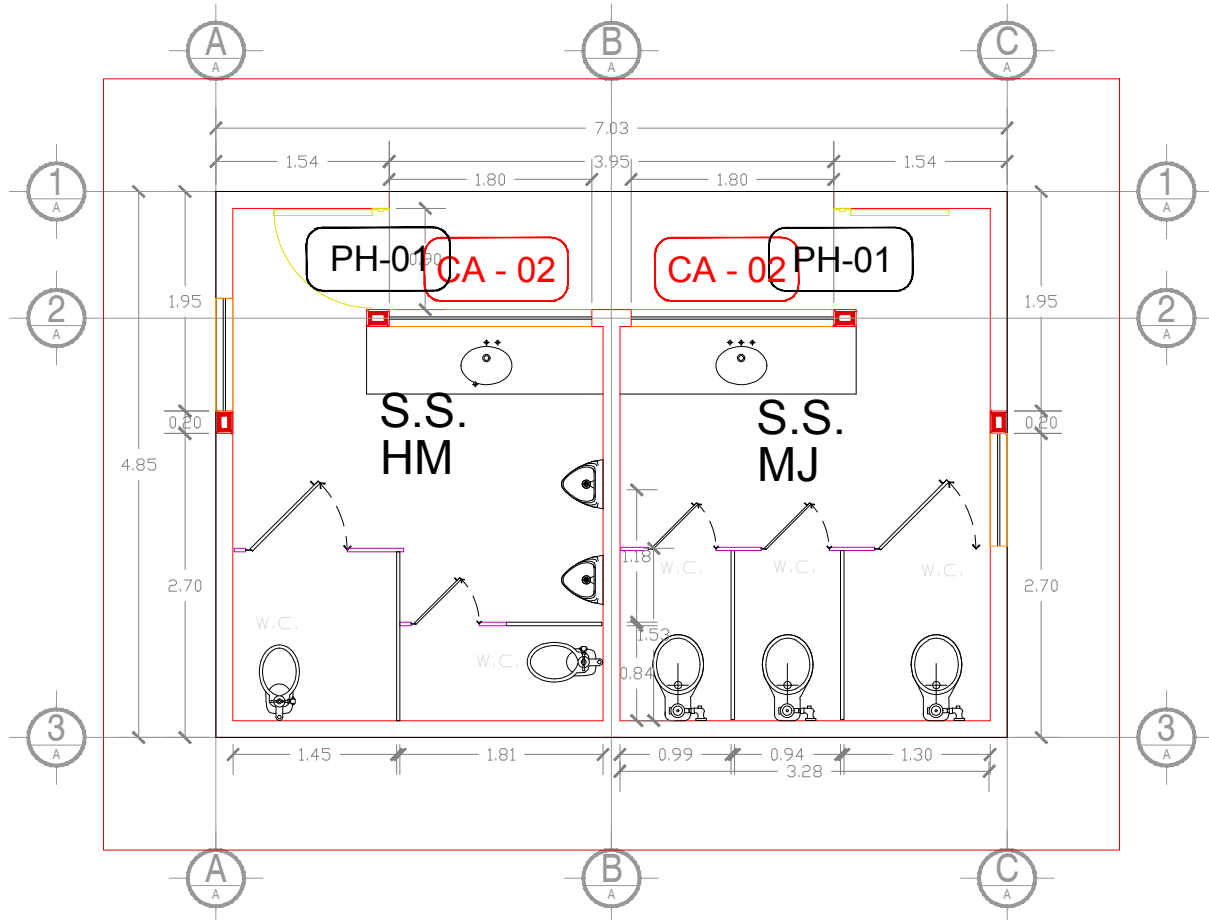 A
A
B
A
C
A
7.03
1.54
3.95
1.54
1.80
1.80
1
A
1
A
PH-01
0.90
CA - 02
CA - 02
PH-01
1.95
2
A
2
A
1.95
S.S.
HM
S.S.
MJ
0.20
0.20
4.85
2.70
1.18
W.C.
W.C.
W.C.
2.70
W.C.
1.53
W.C.
0.84
3
A
3
A
1.45
1.81
0.99
0.94
1.30
3.28
A
A
B
A
C
A